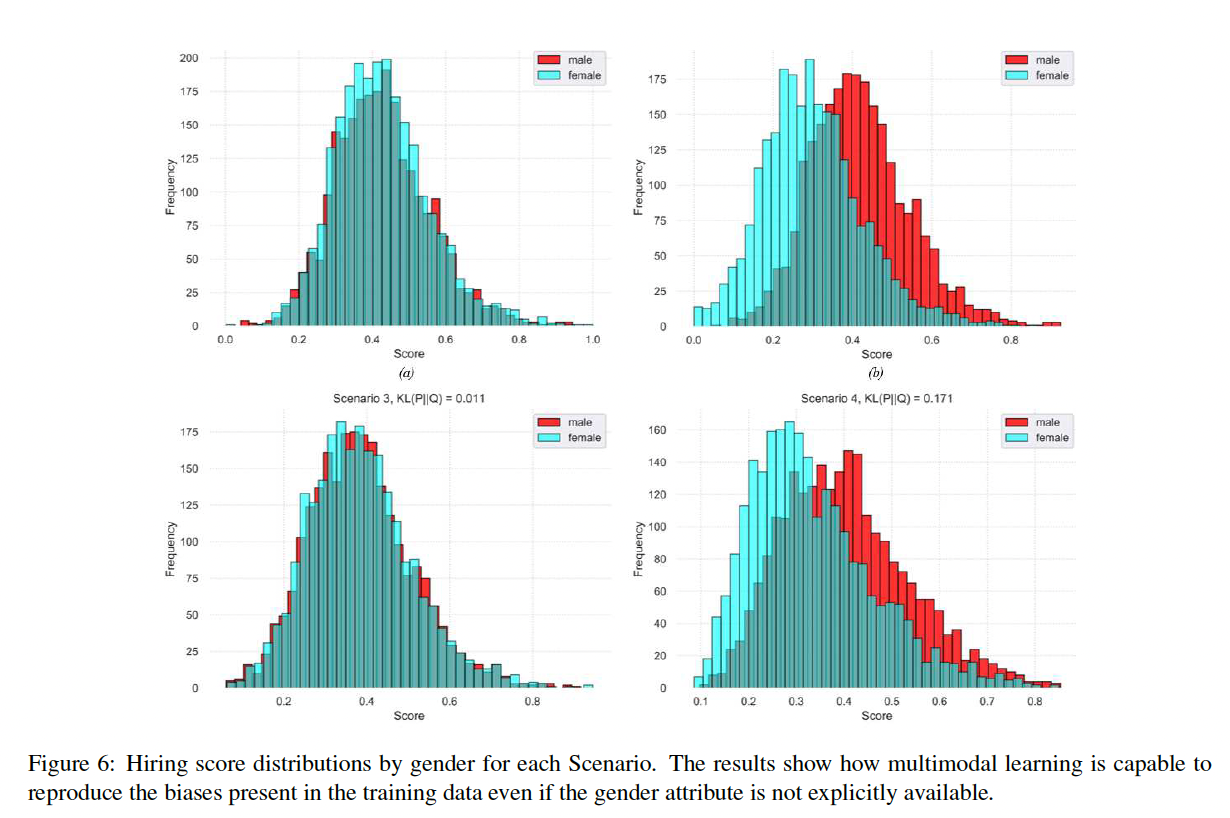 200
175
150
125
100
75
50
25
0
Frequency
male
female
0.0 0.2 0.4 0.6 0.8 1.0
Score
(a)
175
150
125
100
75
50
25
0
Frequency
male
female
0.0 0.2 0.4 0.6 0.8
Score
(b)
Scenario 3, KL(P||Q) = 0.011
175
150
125
100
75
50
25
0
Frequency
male
female
0.2 0.4 0.6 0.8
Score
Scenario 4, KL(P||Q) = 0.171
160
140
120
100
80
60
40
20
0
Frequency
male
female
0.1 0.2 0.3 0.4 0.5 0.6 0.7 0.8
Score
Figure 6: Hiring score distributions by gender for each Scenario. The results show how multimodal learning is capable to
reproduce the biases present in the training data even if the gender attribute is not explicitly available.